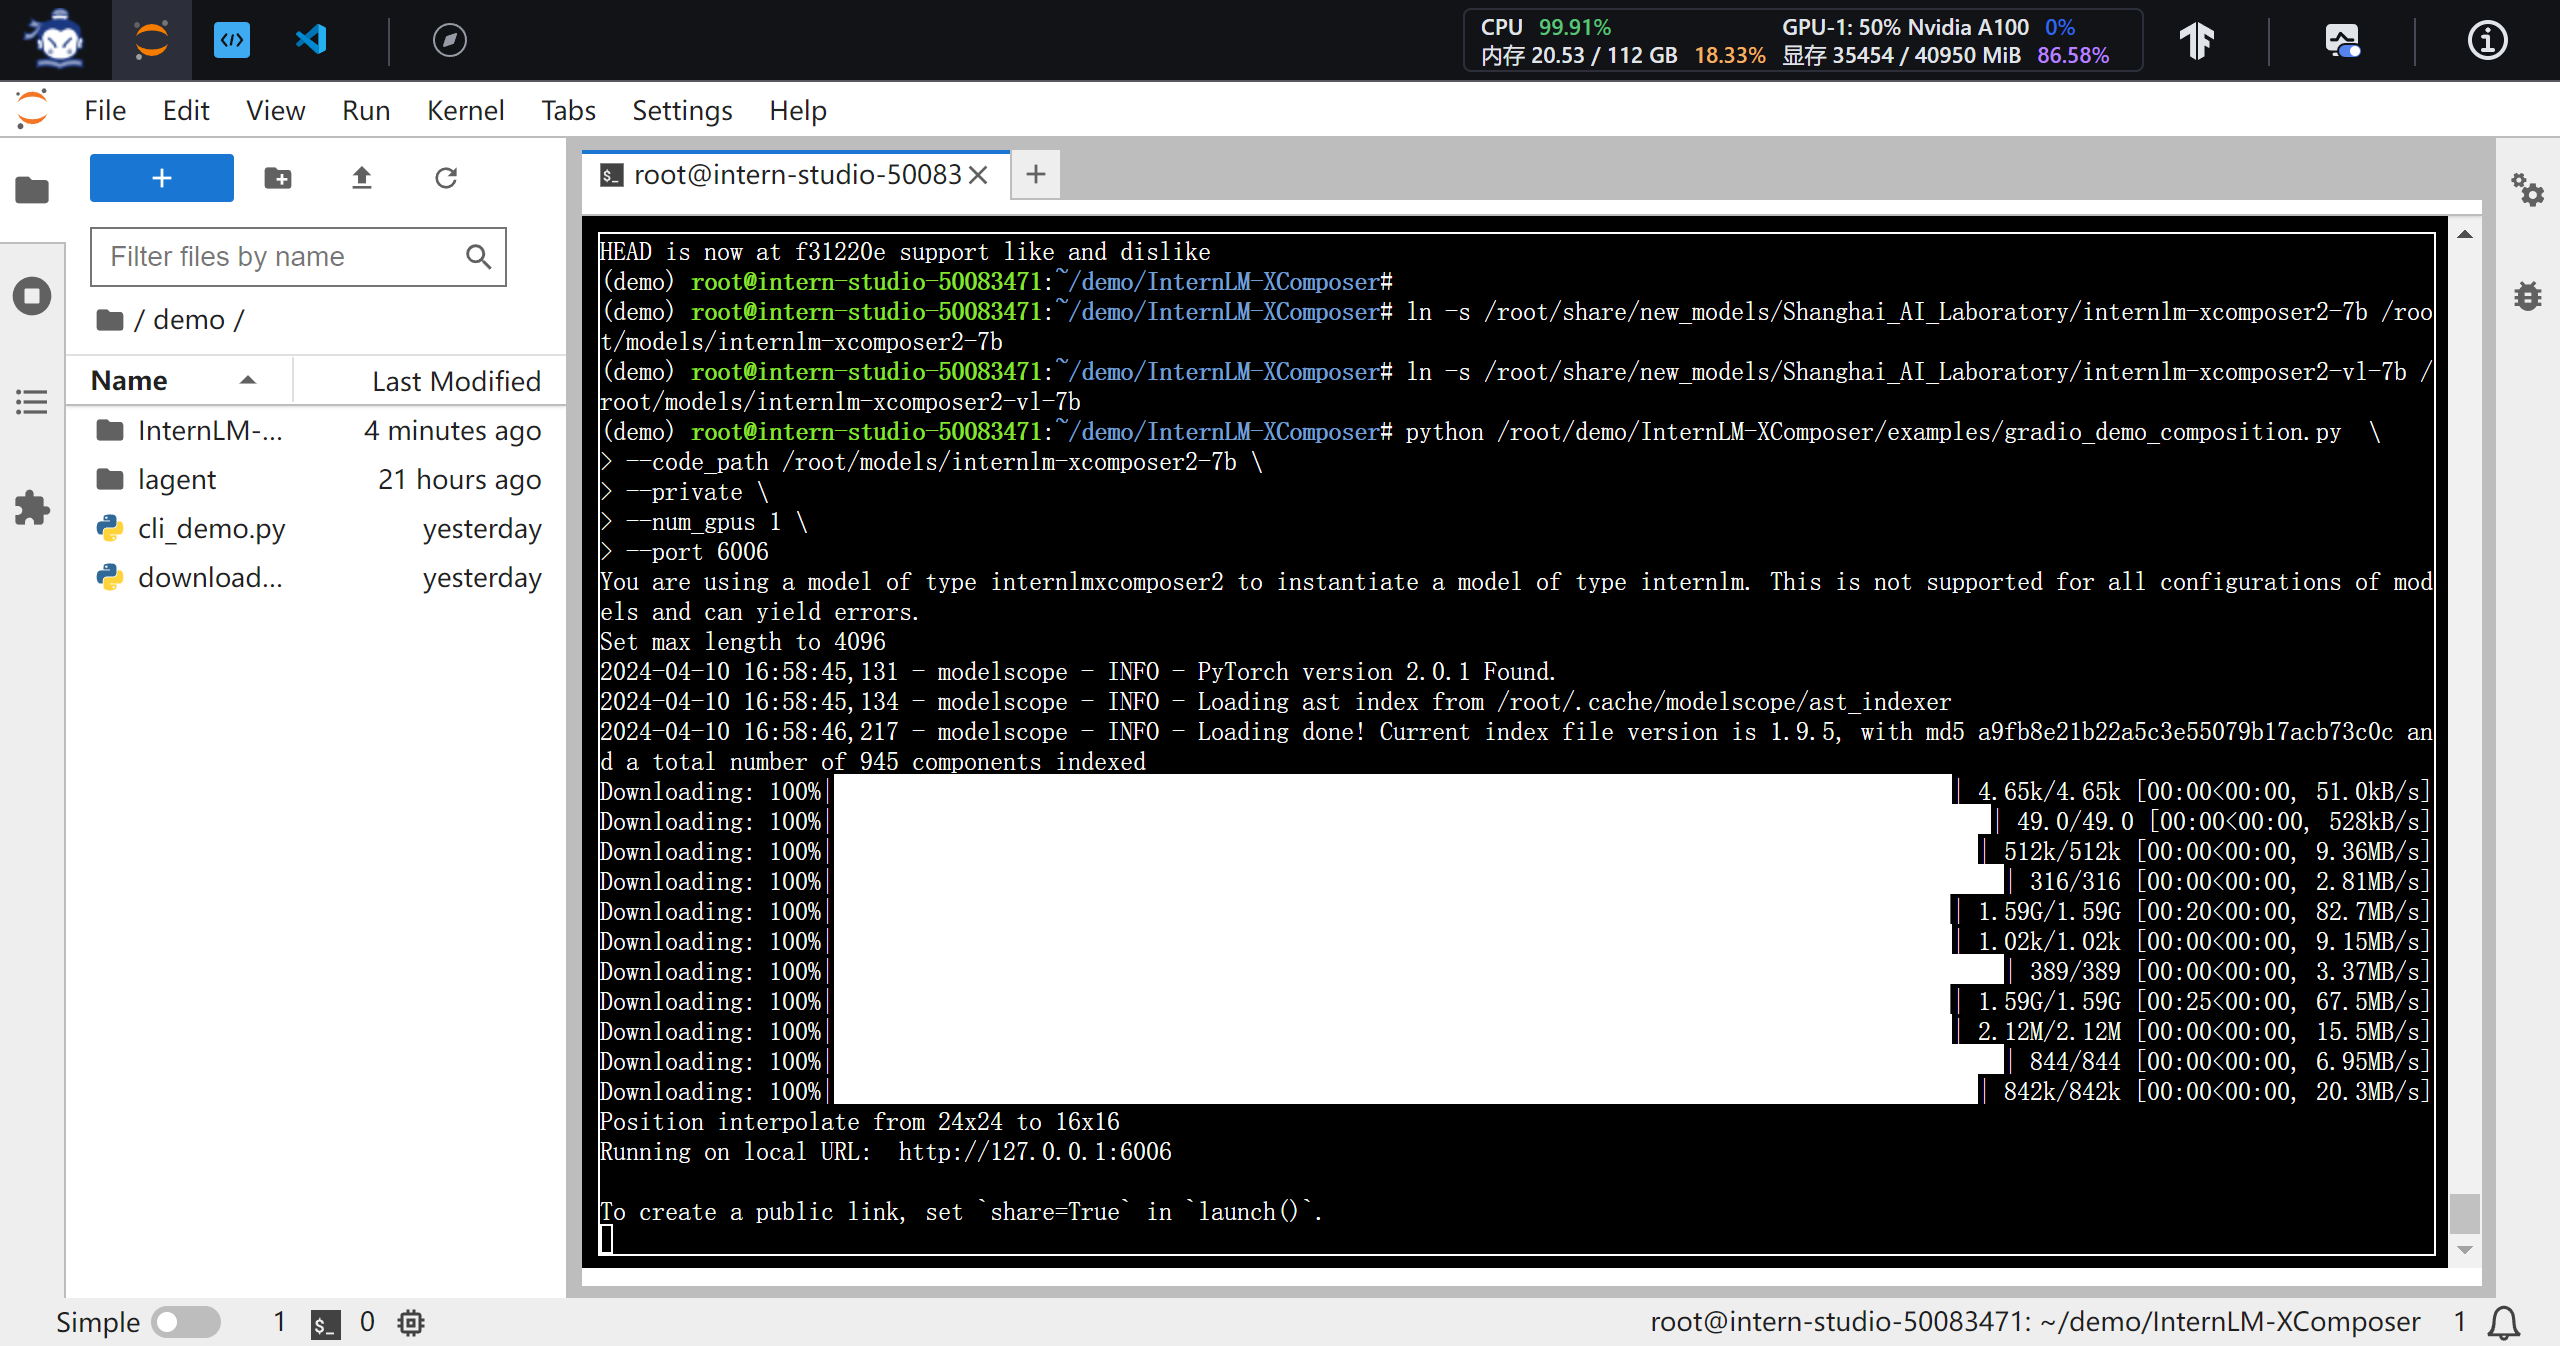 CPU 99.91% GPU-1: 50% Nvidia A100 0%
内存 20.53 / 112 GB 18.33% 显存 35454 / 40950 MiB 86.58%
File Edit View Run Kernel Tabs Settings Help
root@intern-studio-50083
Filter files by name
/ demo /
Name Last Modified
InternLM-... 4 minutes ago
lagent 21 hours ago
cli_demo.py yesterday
download... yesterday
HEAD is now at f31220e support like and dislike
(demo) root@intern-studio-50083471:~/demo/InternLM-XComposer#
(demo) root@intern-studio-50083471:~/demo/InternLM-XComposer# ln -s /root/share/new_models/Shanghai_AI_Laboratory/internlm-xcomposer2-7b /roo
t/models/internlm-xcomposer2-7b
(demo) root@intern-studio-50083471:~/demo/InternLM-XComposer# ln -s /root/share/new_models/Shanghai_AI_Laboratory/internlm-xcomposer2-vl-7b /
root/models/internlm-xcomposer2-vl-7b
(demo) root@intern-studio-50083471:~/demo/InternLM-XComposer# python /root/demo/InternLM-XComposer/examples/gradio_demo_composition.py \
> --code_path /root/models/internlm-xcomposer2-7b \
> --private \
> --num_gpus 1 \
> --port 6006
You are using a model of type internlmxcomposer2 to instantiate a model of type internlm. This is not supported for all configurations of mod
els and can yield errors.
Set max length to 4096
2024-04-10 16:58:45,131 - modelscope - INFO - PyTorch version 2.0.1 Found.
2024-04-10 16:58:45,134 - modelscope - INFO - Loading ast index from /root/.cache/modelscope/ast_indexer
2024-04-10 16:58:46,217 - modelscope - INFO - Loading done! Current index file version is 1.9.5, with md5 a9fb8e21b22a5c3e55079b17acb73c0c an
d a total number of 945 components indexed
Downloading: 100%| | 4.65k/4.65k [00:00<00:00, 51.0kB/s]
Downloading: 100%| | 49.0/49.0 [00:00<00:00, 528kB/s]
Downloading: 100%| | 512k/512k [00:00<00:00, 9.36MB/s]
Downloading: 100%| | 316/316 [00:00<00:00, 2.81MB/s]
Downloading: 100%| | 1.59G/1.59G [00:20<00:00, 82.7MB/s]
Downloading: 100%| | 1.02k/1.02k [00:00<00:00, 9.15MB/s]
Downloading: 100%| | 389/389 [00:00<00:00, 3.37MB/s]
Downloading: 100%| | 1.59G/1.59G [00:25<00:00, 67.5MB/s]
Downloading: 100%| | 2.12M/2.12M [00:00<00:00, 15.5MB/s]
Downloading: 100%| | 844/844 [00:00<00:00, 6.95MB/s]
Downloading: 100%| | 842k/842k [00:00<00:00, 20.3MB/s]
Position interpolate from 24x24 to 16x16
Running on local URL:  http://127.0.0.1:6006
To create a public link, set `share=True` in `launch()`.
Simple 1 $_ 0 root@intern-studio-50083471: ~/demo/InternLM-XComposer 1